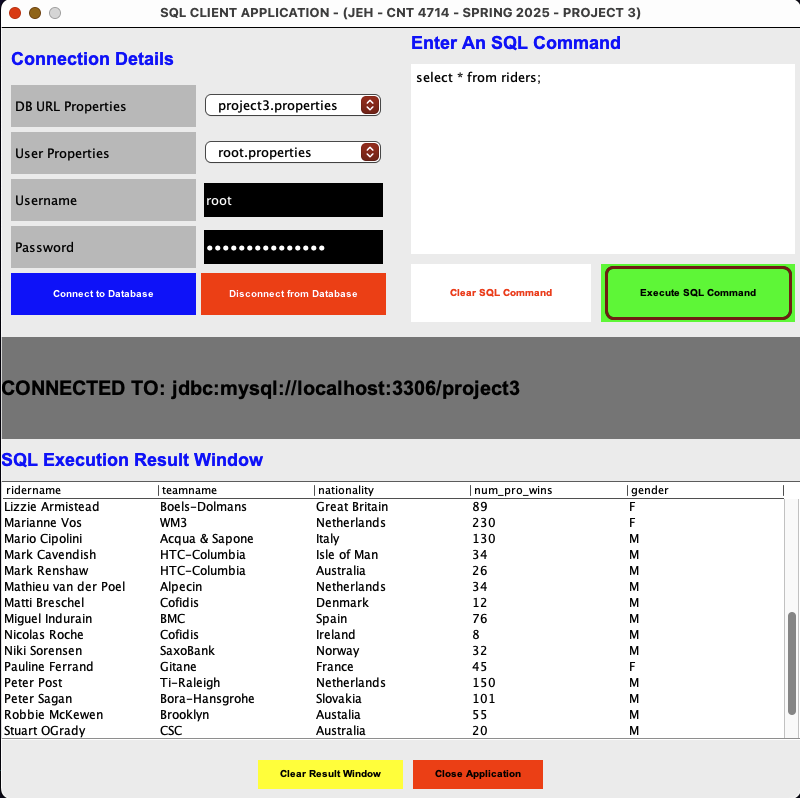 SQL CLIENT APPLICATION - (JEH - CNT 4714 - SPRING 2025 - PROJECT 3)
Connection Details
DB URL Properties
project3.properties
User Properties
root.properties
Username
root
Password
•••••••••••••••
Connect to Database
Disconnect from Database
Enter An SQL Command
select * from riders;
Clear SQL Command
Execute SQL Command
CONNECTED TO: jdbc:mysql://localhost:3306/project3
SQL Execution Result Window
ridername teamname nationality num_pro_wins gender
Lizzie Armistead Boels-Dolmans Great Britain 89 F
Marianne Vos WM3 Netherlands 230 F
Mario Cipolini Acqua & Sapone Italy 130 M
Mark Cavendish HTC-Columbia Isle of Man 34 M
Mark Renshaw HTC-Columbia Australia 26 M
Mathieu van der Poel Alpecin Netherlands 34 M
Matti Breschel Cofidis Denmark 12 M
Miguel Indurain BMC Spain 76 M
Nicolas Roche Cofidis Ireland 8 M
Niki Sorensen SaxoBank Norway 32 M
Pauline Ferrand Gitane France 45 F
Peter Post Ti-Raleigh Netherlands 150 M
Peter Sagan Bora-Hansgrohe Slovakia 101 M
Robbie McKewen Brooklyn Austalia 55 M
Stuart OGrady CSC Australia 20 M
Clear Result Window
Close Application